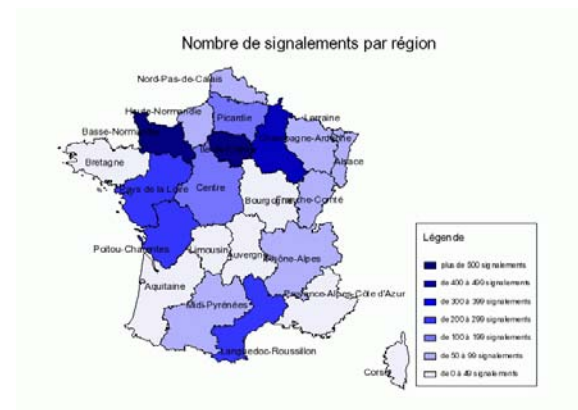 Nombre de signalements par région
Nord-Pas-de-Calais
Haute-Normandie
Picardie
Lorraine
Basse-Normandie
Champagne-Ardenne
Ile-de-France
Alsace
Bretagne
Pays de la Loire
Centre
Bourgogne
Franche-Comté
Poitou-Charentes
Limousin
Auvergne
Rhône-Alpes
Aquitaine
Provence-Alpes-Côte d'Azur
Midi-Pyrénées
Languedoc-Roussillon
Corse
Légende
plus de 500 signalements
de 400 à 499 signalements
de 300 à 399 signalements
de 200 à 299 signalements
de 100 à 199 signalements
de 50 à 99 signalements
de 0 à 49 signalements